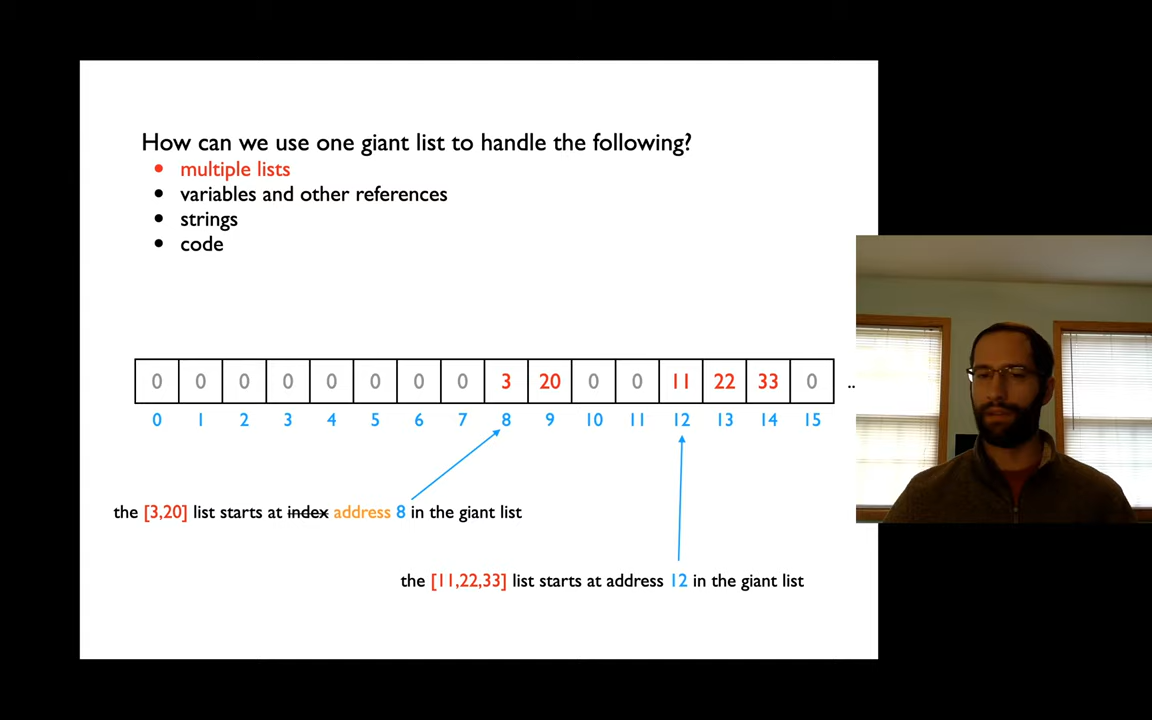 How can we use one giant list to handle the following?
• multiple lists
• variables and other references
• strings
• code
0 0 0 0 0 0 0 0 3 20 0 0 11 22 33 0 ..
0 1 2 3 4 5 6 7 8 9 10 11 12 13 14 15
the [3,20] list starts at index address 8 in the giant list
the [11,22,33] list starts at address 12 in the giant list